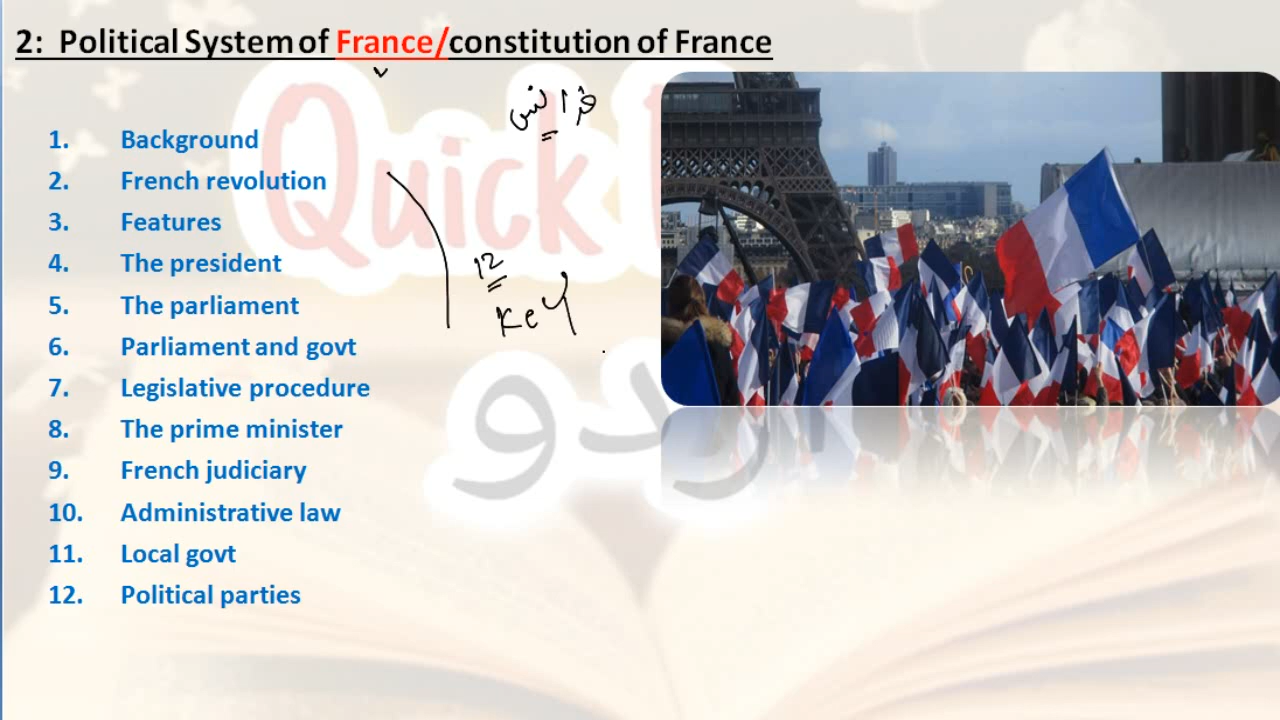 2: Political System of France/constitution of France
فرانس
1. Background
2. French revolution
3. Features
4. The president
12
5. The parliament
Key
6. Parliament and govt
7. Legislative procedure
8. The prime minister
9. French judiciary
10. Administrative law
11. Local govt
12. Political parties
Quick
اردو